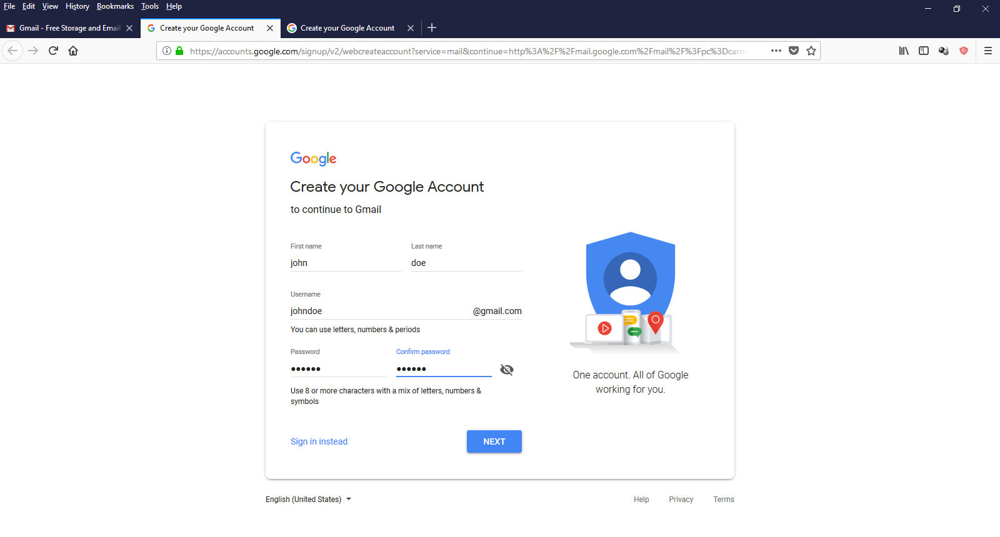 File Edit View History Bookmarks Tools Help
Gmail - Free Storage and Email
Create your Google Account
Create your Google Account
https://accounts.google.com/signup/v2/webcreateaccount?service=mail&continue=http%3A%2F%2Fmail.google.com%2Fmail%2F%3Fpc%3Dcarou
Google
Create your Google Account
to continue to Gmail
First name Last name
john doe
Username
johndoe @gmail.com
You can use letters, numbers & periods
Password Confirm password
•••••• ••••••
Use 8 or more characters with a mix of letters, numbers &
symbols
Sign in instead NEXT
One account. All of Google
working for you.
English (United States) Help Privacy Terms